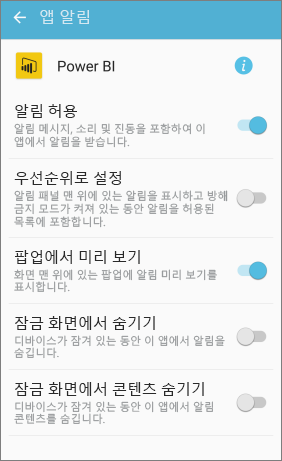 앱 알림
Power BI
알림 허용
알림 메시지, 소리 및 진동을 포함하여 이
앱에서 알림을 받습니다.
우선순위로 설정
알림 패널 맨 위에 있는 알림을 표시하고 방해
금지 모드가 켜져 있는 동안 알림을 허용된
목록에 포함합니다.
팝업에서 미리 보기
화면 맨 위에 있는 팝업에 알림 미리 보기를
표시합니다.
잠금 화면에서 숨기기
디바이스가 잠겨 있는 동안 이 앱에서 알림을
숨깁니다.
잠금 화면에서 콘텐츠 숨기기
디바이스가 잠겨 있는 동안 이 앱에서 알림
콘텐츠를 숨깁니다.